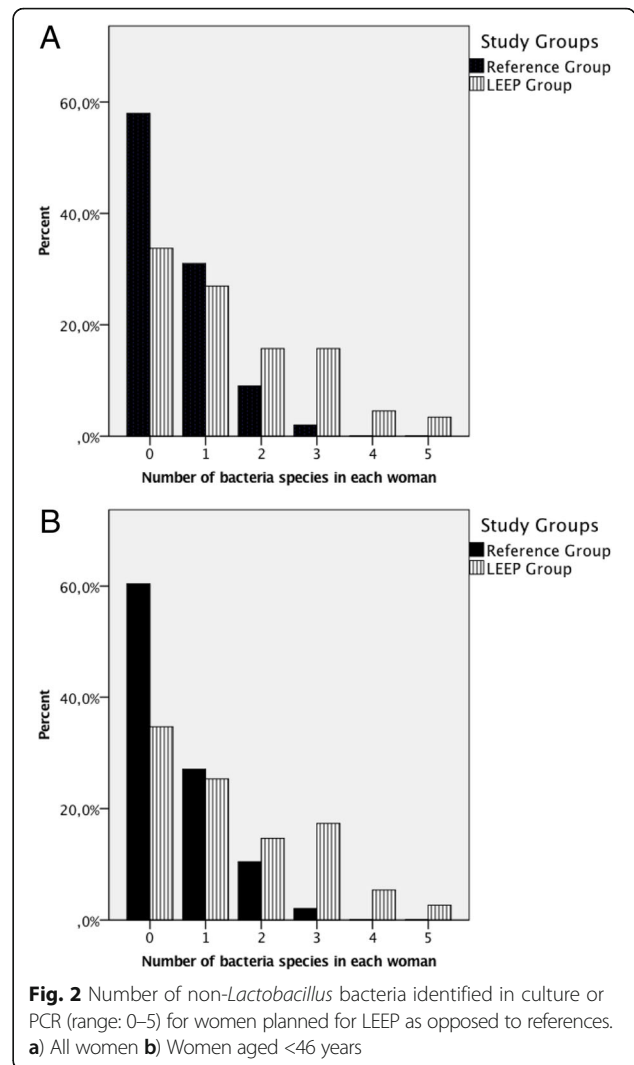 A
Study Groups
Reference Group
LEEP Group
60,0%
40,0%
20,0%
,0%
Percent
0 1 2 3 4 5
Number of bacteria species in each woman
B
Study Groups
Reference Group
LEEP Group
60,0%
40,0%
20,0%
,0%
Percent
0 1 2 3 4 5
Number of bacteria species in each woman
Fig. 2 Number of non-Lactobacillus bacteria identified in culture or
PCR (range: 0–5) for women planned for LEEP as opposed to references.
a) All women b) Women aged <46 years